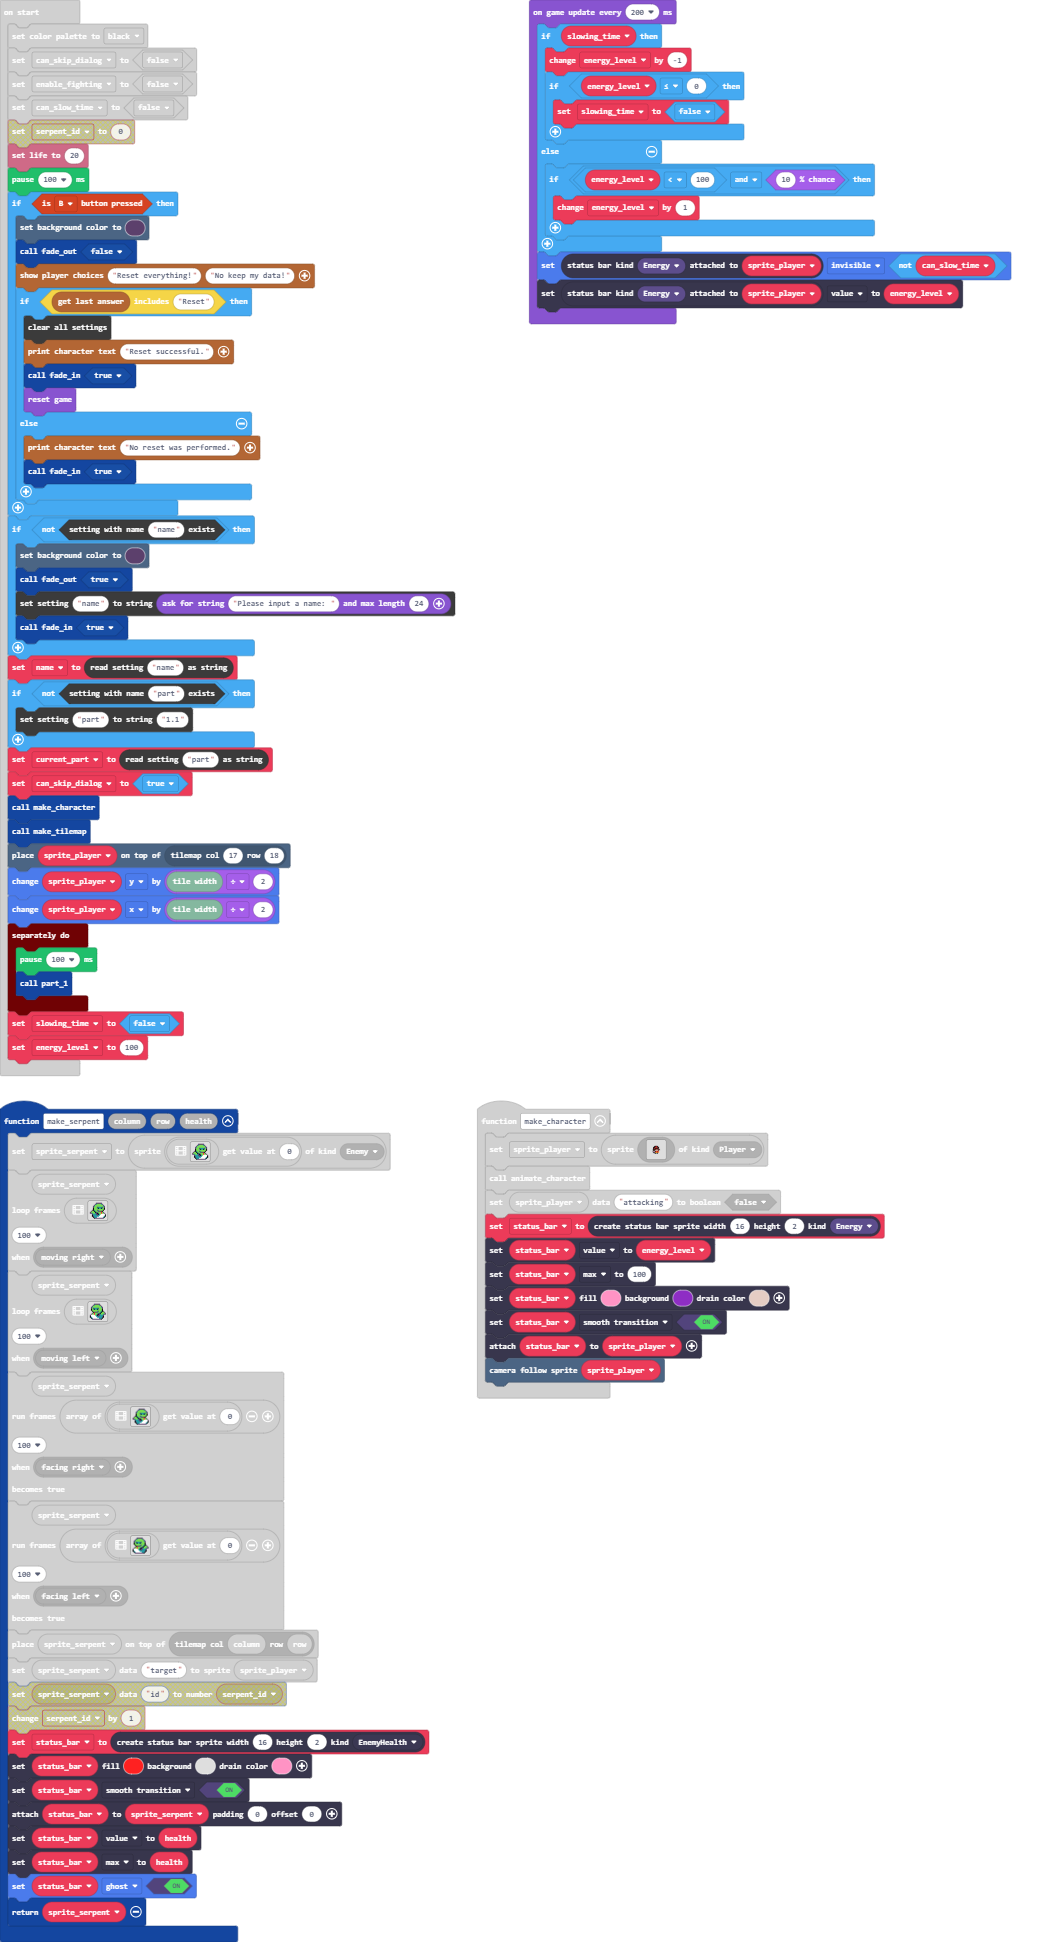 on start
set color palette to black
set can_skip_dialog to false
set enable_fighting to false
set can_slow_time to false
set serpent_id to 0
set life to 20
pause 100 ms
if is B button pressed then
set background color to
call fade_out false
show player choices "Reset everything!" "No keep my data!"
if get last answer includes "Reset" then
clear all settings
print character text "Reset successful."
call fade_in true
reset game
else
print character text "No reset was performed."
call fade_in true
if not setting with name "name" exists then
set background color to
call fade_out true
set setting "name" to string ask for string "Please input a name: " and max length 24
call fade_in true
set name to read setting "name" as string
if not setting with name "part" exists then
set setting "part" to string "1.1"
set current_part to read setting "part" as string
set can_skip_dialog to true
call make_character
call make_tilemap
place sprite_player on top of tilemap col 17 row 18
change sprite_player y by tile width ÷ 2
change sprite_player x by tile width ÷ 2
separately do
pause 100 ms
call part_1
set slowing_time to false
set energy_level to 100
on game update every 200 ms
if slowing_time then
change energy_level by -1
if energy_level ≤ 0 then
set slowing_time to false
else
if energy_level < 100 and 10 % chance then
change energy_level by 1
set status bar kind Energy attached to sprite_player invisible not can_slow_time
set status bar kind Energy attached to sprite_player value to energy_level
function make_serpent column row health
set sprite_serpent to sprite get value at 0 of kind Enemy
sprite_serpent
loop frames
100
when moving right
sprite_serpent
loop frames
100
when moving left
sprite_serpent
run frames array of get value at 0
100
when facing right
becomes true
sprite_serpent
run frames array of get value at 0
100
when facing left
becomes true
place sprite_serpent on top of tilemap col column row row
set sprite_serpent data "target" to sprite sprite_player
set sprite_serpent data "id" to number serpent_id
change serpent_id by 1
set status_bar to create status bar sprite width 16 height 2 kind EnemyHealth
set status_bar fill background drain color
set status_bar smooth transition ON
attach status_bar to sprite_serpent padding 0 offset 0
set status_bar value to health
set status_bar max to health
set status_bar ghost ON
return sprite_serpent
function make_character
set sprite_player to sprite of kind Player
call animate_character
set sprite_player data "attacking" to boolean false
set status_bar to create status bar sprite width 16 height 2 kind Energy
set status_bar value to energy_level
set status_bar max to 100
set status_bar fill background drain color
set status_bar smooth transition ON
attach status_bar to sprite_player
camera follow sprite sprite_player